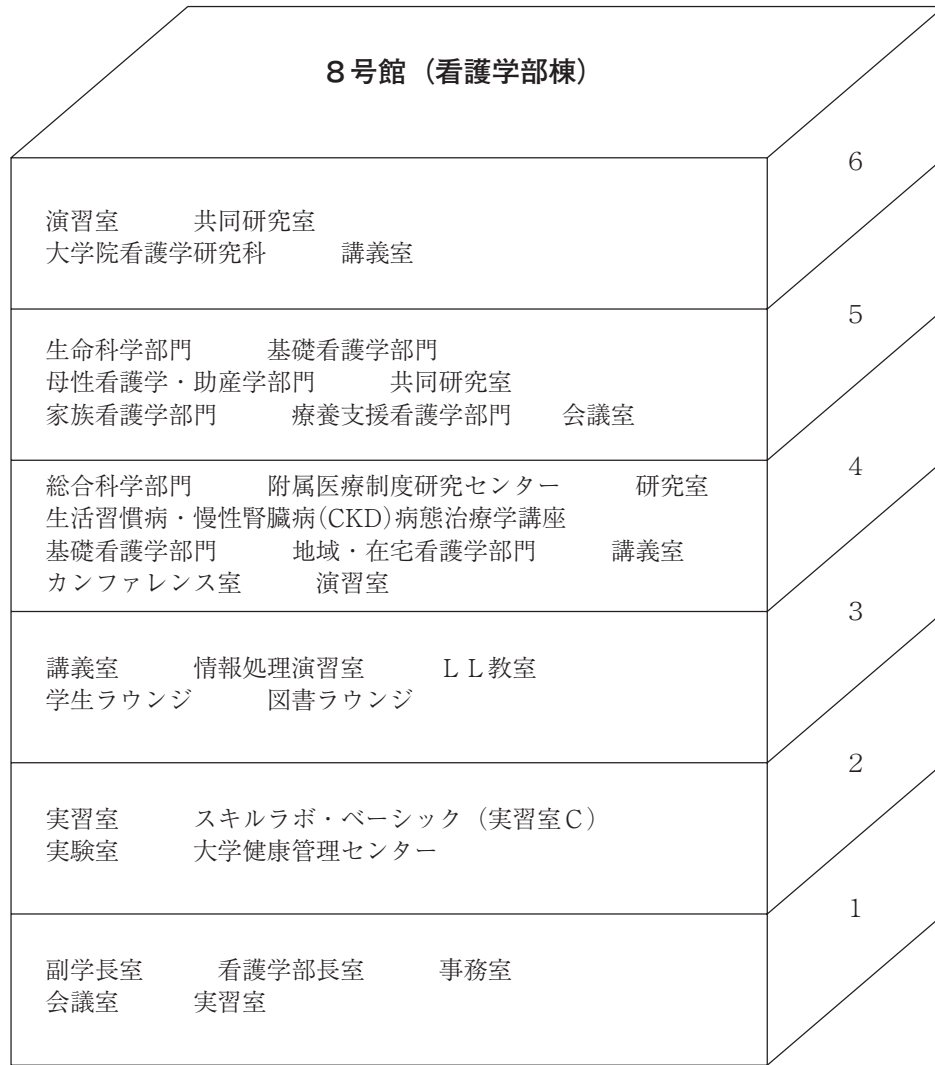 8号館（看護学部棟）
6
演習室　共同研究室
大学院看護学研究科　講義室
5
生命科学部門　基礎看護学部門
母性看護学・助産学部門　共同研究室
家族看護学部門　療養支援看護学部門　会議室
4
総合科学部門　附属医療制度研究センター　研究室
生活習慣病・慢性腎臓病(CKD)病態治療学講座
基礎看護学部門　地域・在宅看護学部門　講義室
カンファレンス室　演習室
3
講義室　情報処理演習室　ＬＬ教室
学生ラウンジ　図書ラウンジ
2
実習室　スキルラボ・ベーシック（実習室Ｃ）
実験室　大学健康管理センター
1
副学長室　看護学部長室　事務室
会議室　実習室